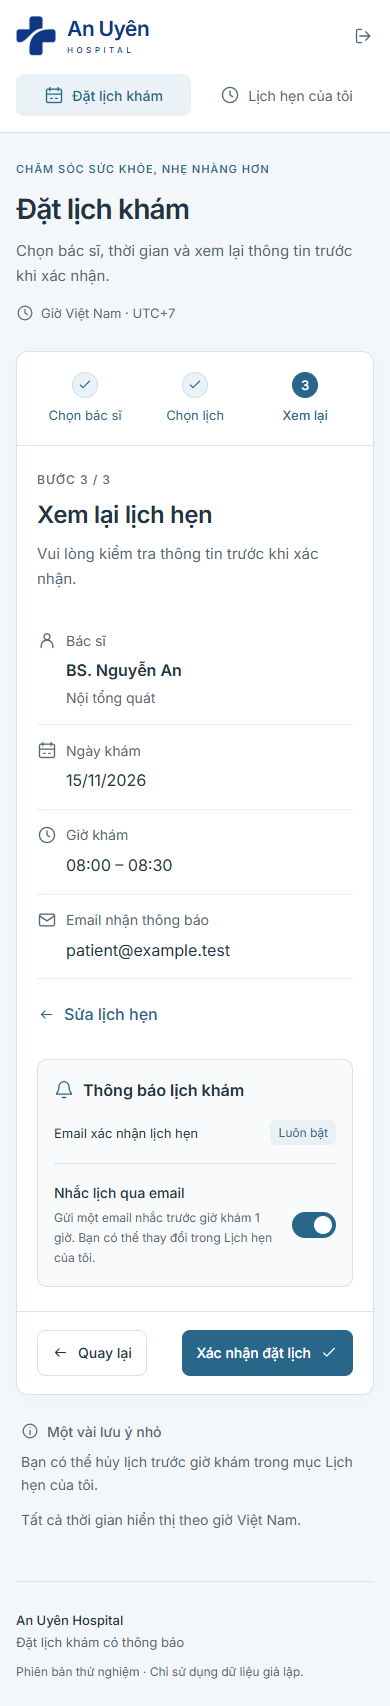 An Uyên
HOSPITAL
Đặt lịch khám
Lịch hẹn của tôi
CHĂM SÓC SỨC KHỎE, NHẸ NHÀNG HƠN
Đặt lịch khám
Chọn bác sĩ, thời gian và xem lại thông tin trước
khi xác nhận.
Giờ Việt Nam · UTC+7
3
Chọn bác sĩ
Chọn lịch
Xem lại
BƯỚC 3 / 3
Xem lại lịch hẹn
Vui lòng kiểm tra thông tin trước khi xác
nhận.
Bác sĩ
BS. Nguyễn An
Nội tổng quát
Ngày khám
15/11/2026
Giờ khám
08:00 – 08:30
Email nhận thông báo
patient@example.test
Sửa lịch hẹn
Thông báo lịch khám
Email xác nhận lịch hẹn
Luôn bật
Nhắc lịch qua email
Gửi một email nhắc trước giờ khám 1
giờ. Bạn có thể thay đổi trong Lịch hẹn
của tôi.
Quay lại
Xác nhận đặt lịch
Một vài lưu ý nhỏ
Bạn có thể hủy lịch trước giờ khám trong mục Lịch
hẹn của tôi.
Tất cả thời gian hiển thị theo giờ Việt Nam.
An Uyên Hospital
Đặt lịch khám có thông báo
Phiên bản thử nghiệm · Chỉ sử dụng dữ liệu giả lập.